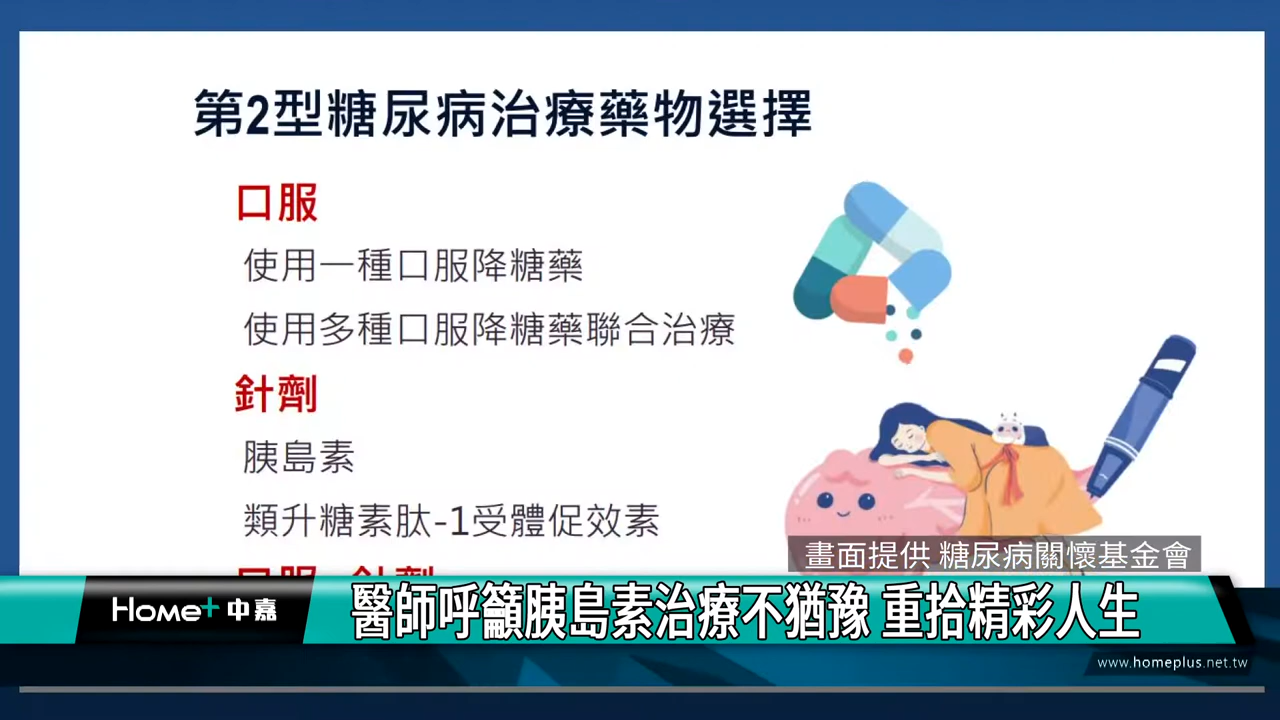 第2型糖尿病治療藥物選擇
口服
使用一種口服降糖藥
使用多種口服降糖藥聯合治療
針劑
胰島素
類升糖素肽-1受體促效素
畫面提供 糖尿病關懷基金會
Home+中嘉
醫師呼籲胰島素治療不猶豫 重拾精彩人生
www.homeplus.net.tw